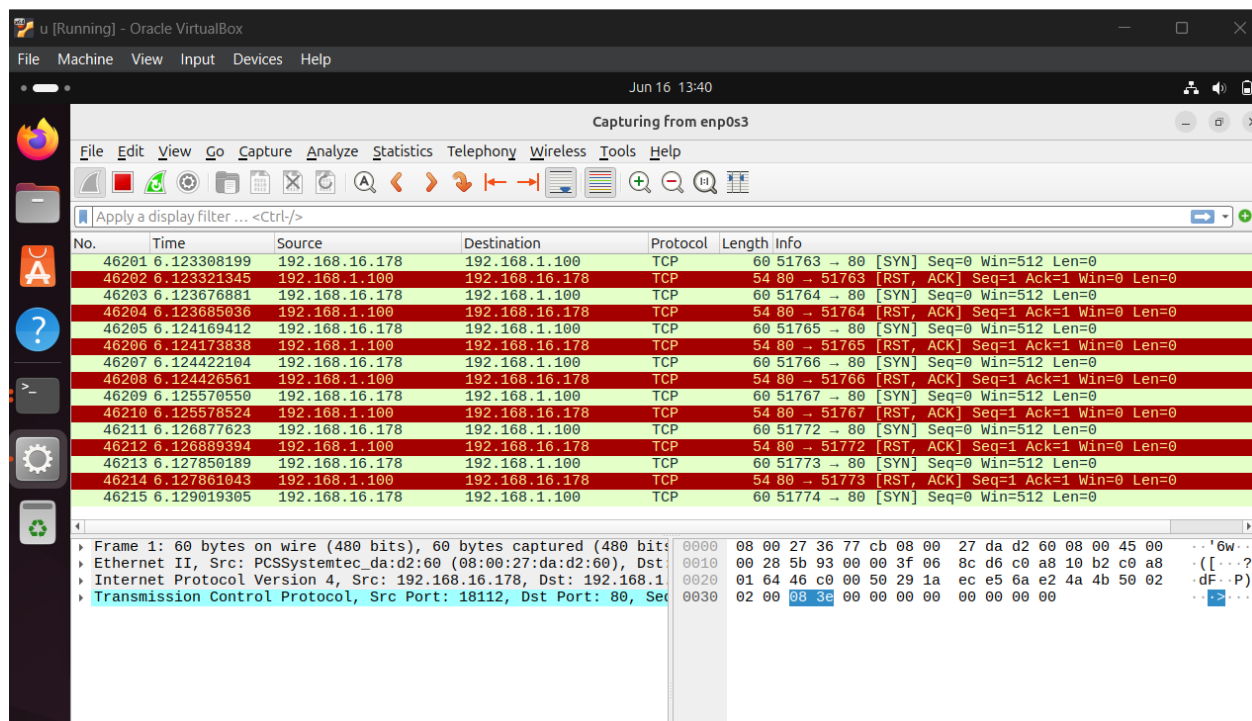 u [Running] - Oracle VirtualBox
File Machine View Input Devices Help
Jun 16 13:40
Capturing from enp0s3
File Edit View Go Capture Analyze Statistics Telephony Wireless Tools Help
Apply a display filter … <Ctrl-/>
No. Time Source Destination Protocol Length Info
46201 6.123308199 192.168.16.178 192.168.1.100 TCP 60 51763 → 80 [SYN] Seq=0 Win=512 Len=0
46202 6.123321345 192.168.1.100 192.168.16.178 TCP 54 80 → 51763 [RST, ACK] Seq=1 Ack=1 Win=0 Len=0
46203 6.123676881 192.168.16.178 192.168.1.100 TCP 60 51764 → 80 [SYN] Seq=0 Win=512 Len=0
46204 6.123685036 192.168.1.100 192.168.16.178 TCP 54 80 → 51764 [RST, ACK] Seq=1 Ack=1 Win=0 Len=0
46205 6.124169412 192.168.16.178 192.168.1.100 TCP 60 51765 → 80 [SYN] Seq=0 Win=512 Len=0
46206 6.124173838 192.168.1.100 192.168.16.178 TCP 54 80 → 51765 [RST, ACK] Seq=1 Ack=1 Win=0 Len=0
46207 6.124422104 192.168.16.178 192.168.1.100 TCP 60 51766 → 80 [SYN] Seq=0 Win=512 Len=0
46208 6.124426561 192.168.1.100 192.168.16.178 TCP 54 80 → 51766 [RST, ACK] Seq=1 Ack=1 Win=0 Len=0
46209 6.125570550 192.168.16.178 192.168.1.100 TCP 60 51767 → 80 [SYN] Seq=0 Win=512 Len=0
46210 6.125578524 192.168.1.100 192.168.16.178 TCP 54 80 → 51767 [RST, ACK] Seq=1 Ack=1 Win=0 Len=0
46211 6.126877623 192.168.16.178 192.168.1.100 TCP 60 51772 → 80 [SYN] Seq=0 Win=512 Len=0
46212 6.126889394 192.168.1.100 192.168.16.178 TCP 54 80 → 51772 [RST, ACK] Seq=1 Ack=1 Win=0 Len=0
46213 6.127850189 192.168.16.178 192.168.1.100 TCP 60 51773 → 80 [SYN] Seq=0 Win=512 Len=0
46214 6.127861043 192.168.1.100 192.168.16.178 TCP 54 80 → 51773 [RST, ACK] Seq=1 Ack=1 Win=0 Len=0
46215 6.129019305 192.168.16.178 192.168.1.100 TCP 60 51774 → 80 [SYN] Seq=0 Win=512 Len=0
Frame 1: 60 bytes on wire (480 bits), 60 bytes captured (480 bits
Ethernet II, Src: PCSSystemtec_da:d2:60 (08:00:27:da:d2:60), Dst:
Internet Protocol Version 4, Src: 192.168.16.178, Dst: 192.168.1.
Transmission Control Protocol, Src Port: 18112, Dst Port: 80, Sec
0000 08 00 27 36 77 cb 08 00 27 da d2 60 08 00 45 00 ··'6w··
0010 00 28 5b 93 00 00 3f 06 8c d6 c0 a8 10 b2 c0 a8 ·([···?
0020 01 64 46 c0 00 50 29 1a ec e5 6a e2 4a 4b 50 02 ·dF··P)
0030 02 00 08 3e 00 00 00 00 00 00 00 00 ···>···